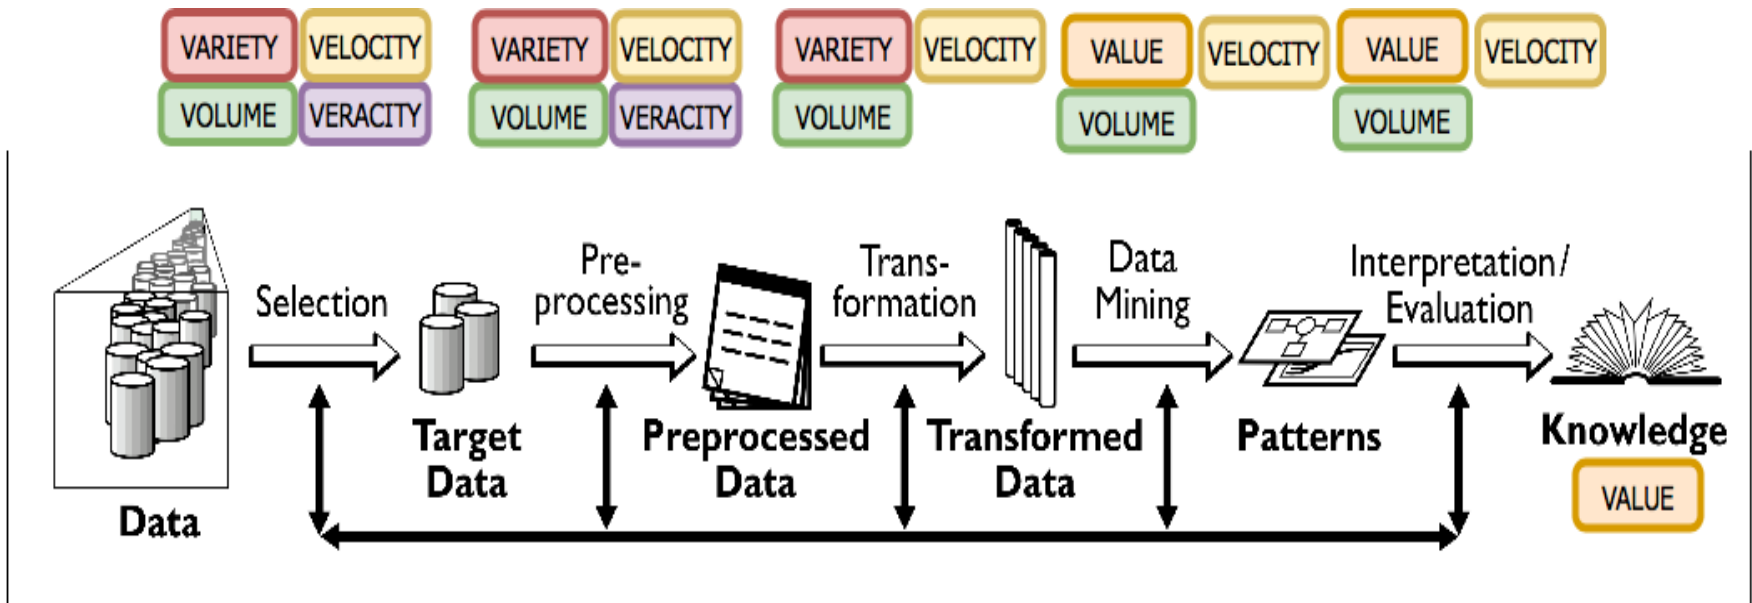 VARIETY VELOCITY VARIETY VELOCITY VARIETY VELOCITY VALUE VELOCITY VALUE VELOCITY
VOLUME VERACITY VOLUME VERACITY VOLUME VOLUME VOLUME
Selection
Pre-
processing
Trans-
formation
Data
Mining
Interpretation/
Evaluation
Data
Target
Data
Preprocessed
Data
Transformed
Data
Patterns
Knowledge
VALUE